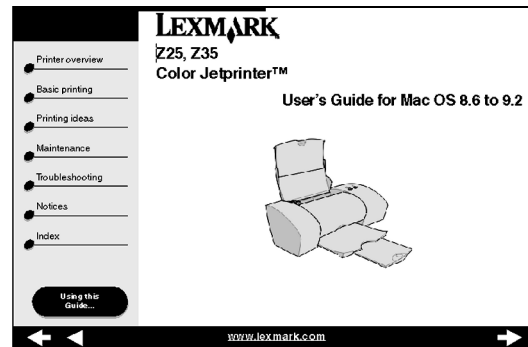 LEXMARK
Z25, Z35
Color Jetprinter™
User's Guide for Mac OS 8.6 to 9.2
Printer overview
Basic printing
Printing ideas
Maintenance
Troubleshooting
Notices
Index
Using this
Guide...
www.lexmark.com